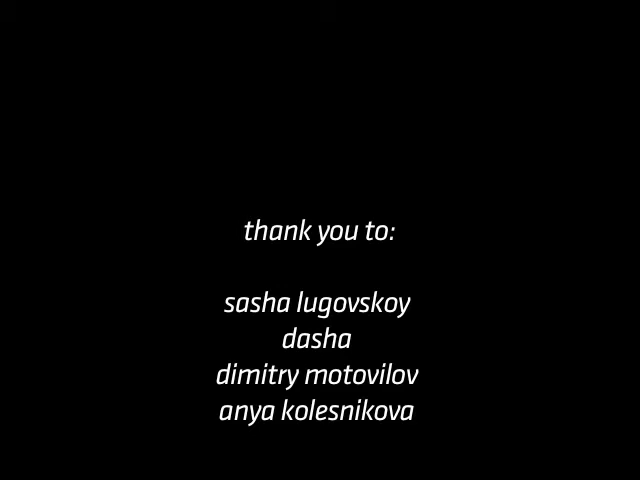 thank you to:
sasha lugovskoy
dasha
dimitry motovilov
anya kolesnikova